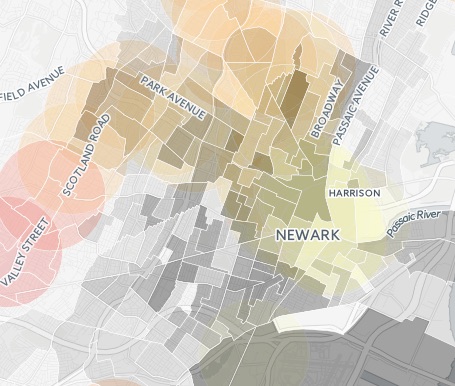 RIVER R
RIDGE
FIELD AVENUE
PARK AVENUE
BROADWAY
PASSAIC AVENUE
SCOTLAND ROAD
HARRISON
Passaic River
NEWARK
VALLEY STREET